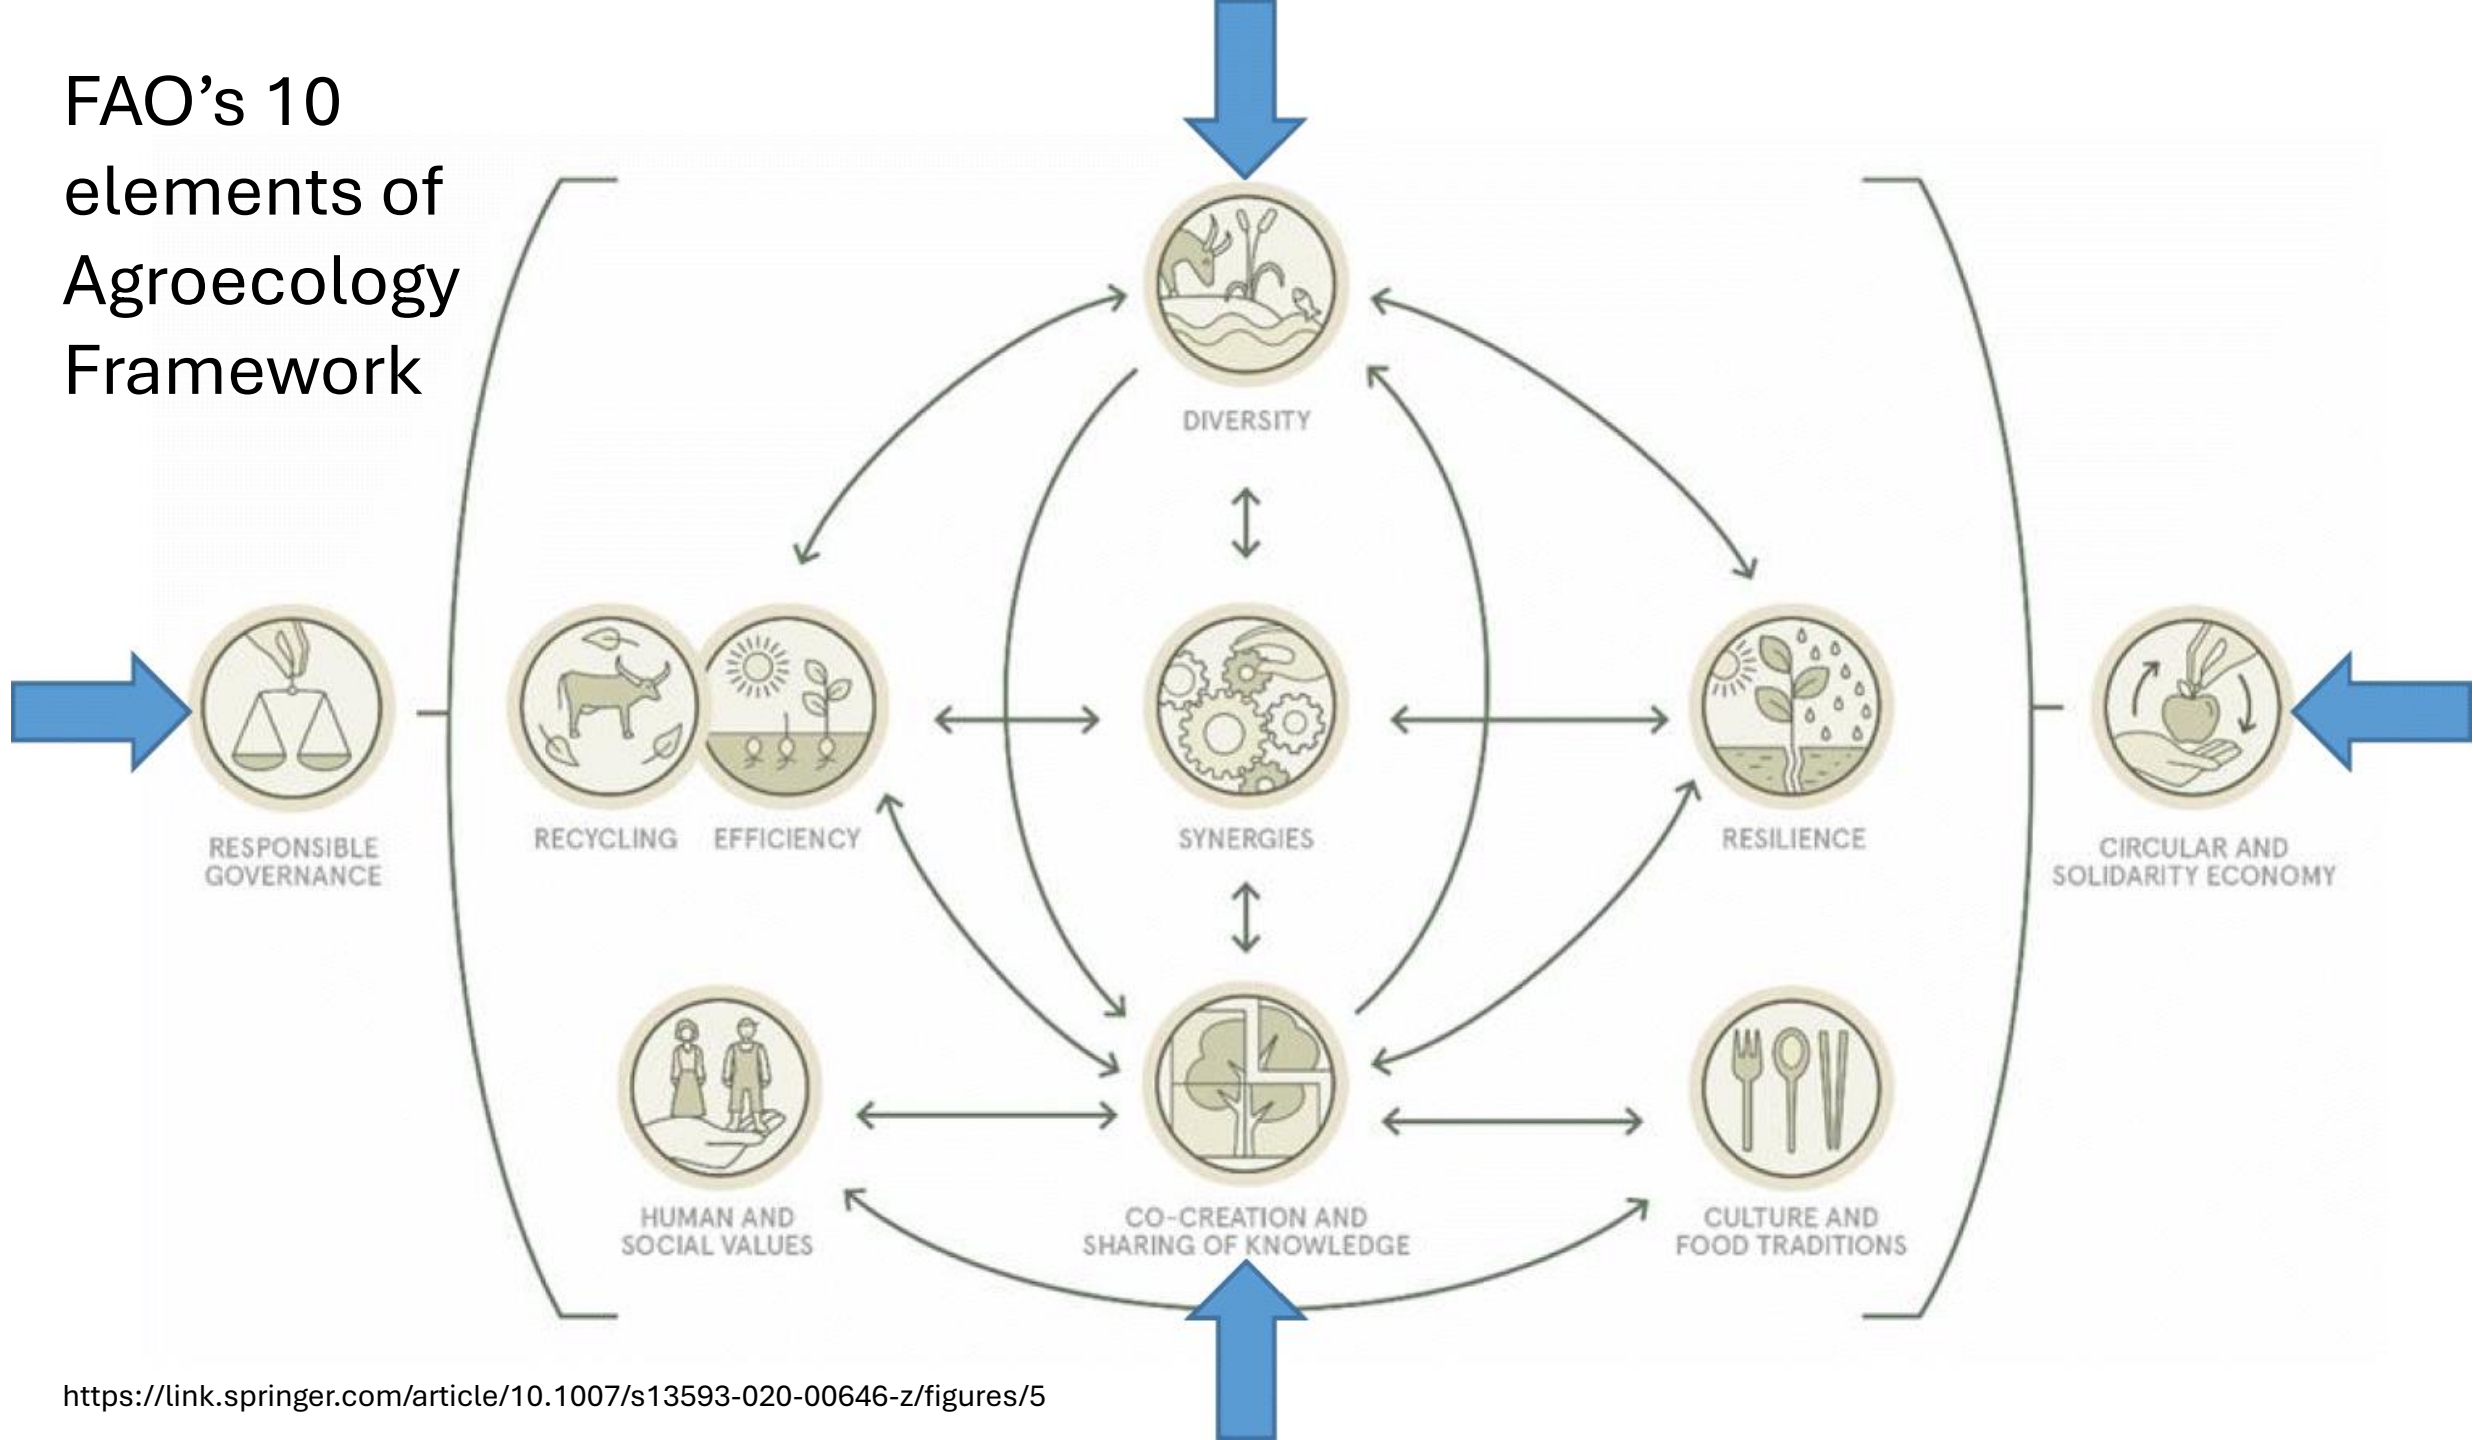 FAO’s 10
elements of
Agroecology
Framework
DIVERSITY
RESPONSIBLE
GOVERNANCE
RECYCLING
EFFICIENCY
SYNERGIES
RESILIENCE
CIRCULAR AND
SOLIDARITY ECONOMY
HUMAN AND
SOCIAL VALUES
CO-CREATION AND
SHARING OF KNOWLEDGE
CULTURE AND
FOOD TRADITIONS
https://link.springer.com/article/10.1007/s13593-020-00646-z/figures/5